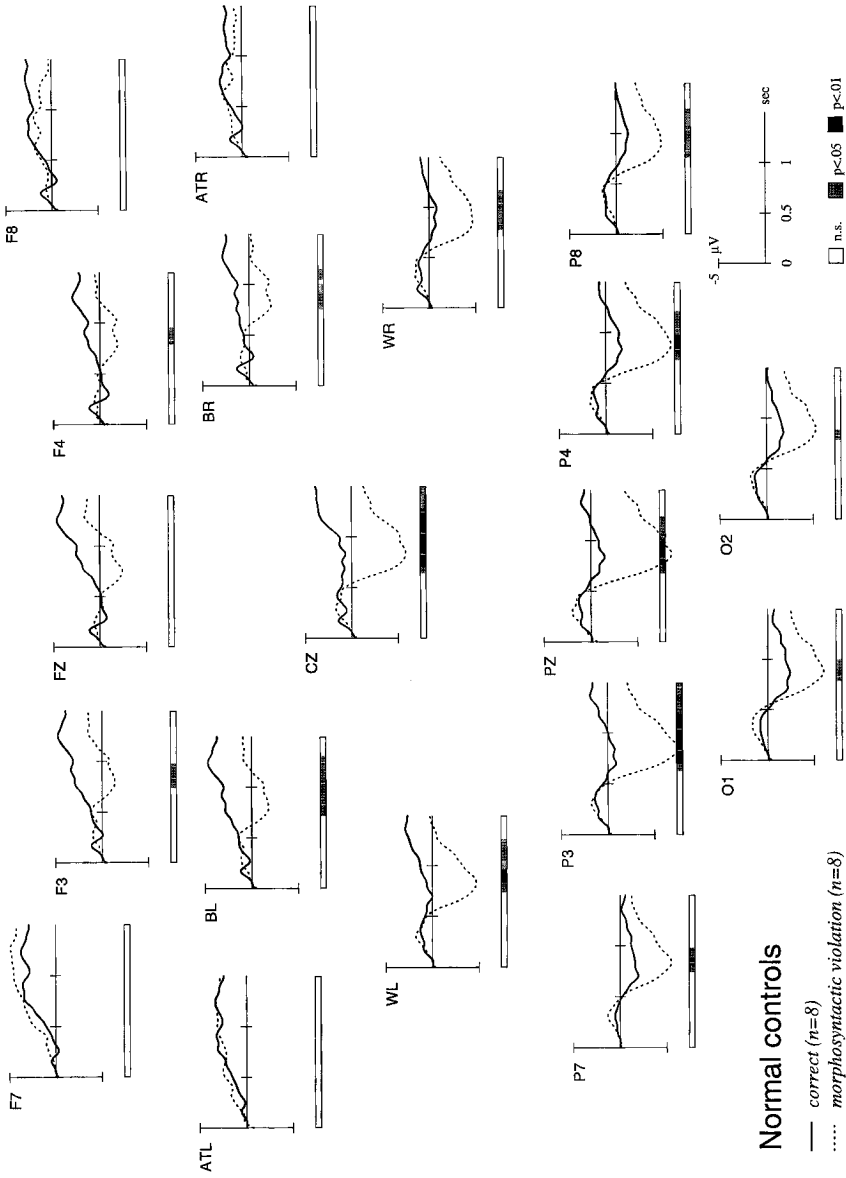 F7
F3
FZ
F4
F8
ATL
BL
BR
ATR
CZ
WL
WR
P7
P3
PZ
P4
P8
O1
O2
Normal controls
correct (n=8)
morphosyntactic violation (n=8)
-5 µV
0 0.5 1 sec
n.s. p<.05 p<.01